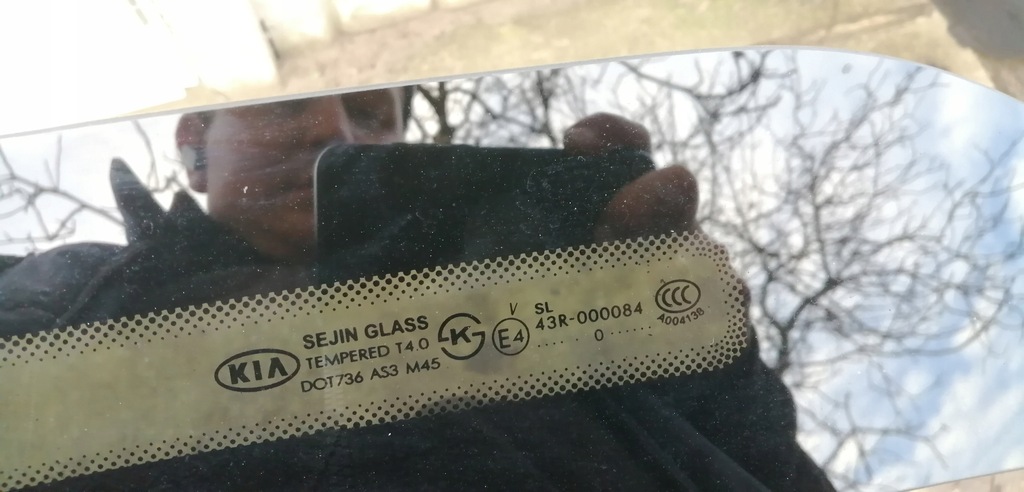 KIA
SEJIN GLASS
TEMPERED T4.0
DOT736 AS3 M45
K
V
E4
SL
43R-000084
..... 0 ......
CCC
A004138